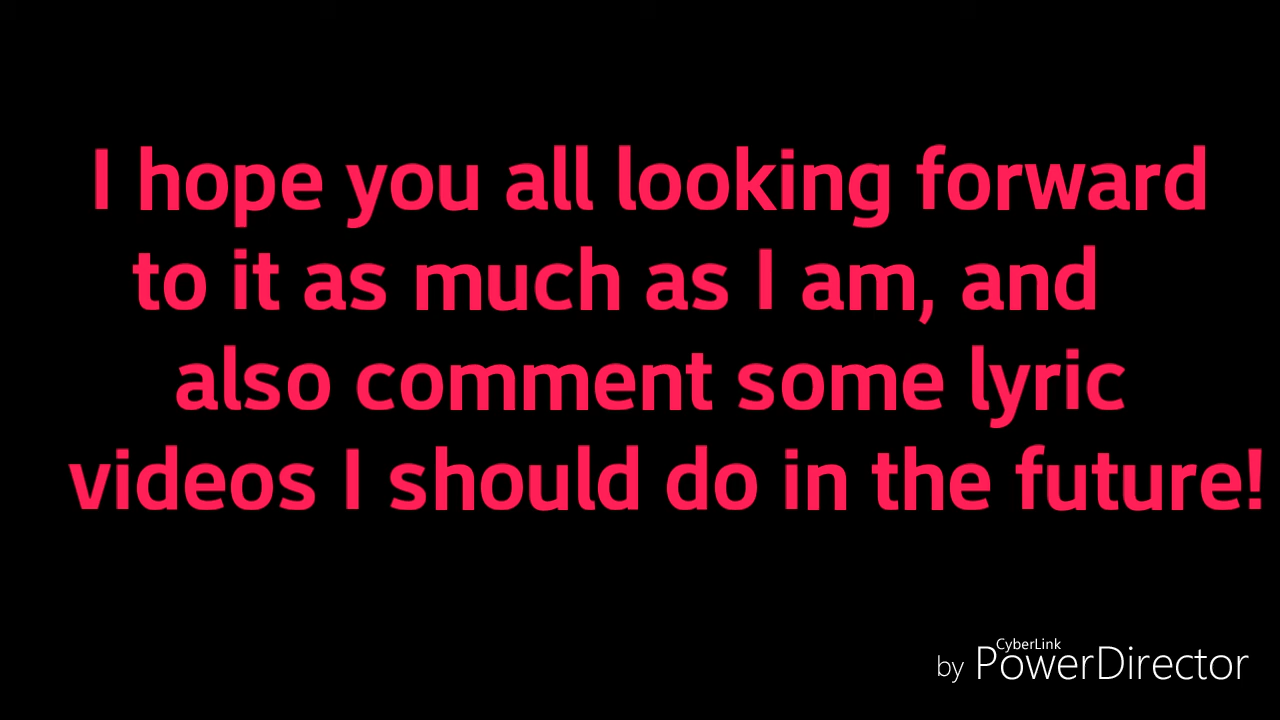 I hope you all looking forward
to it as much as I am, and
also comment some lyric
videos I should do in the future!
CyberLink
by PowerDirector